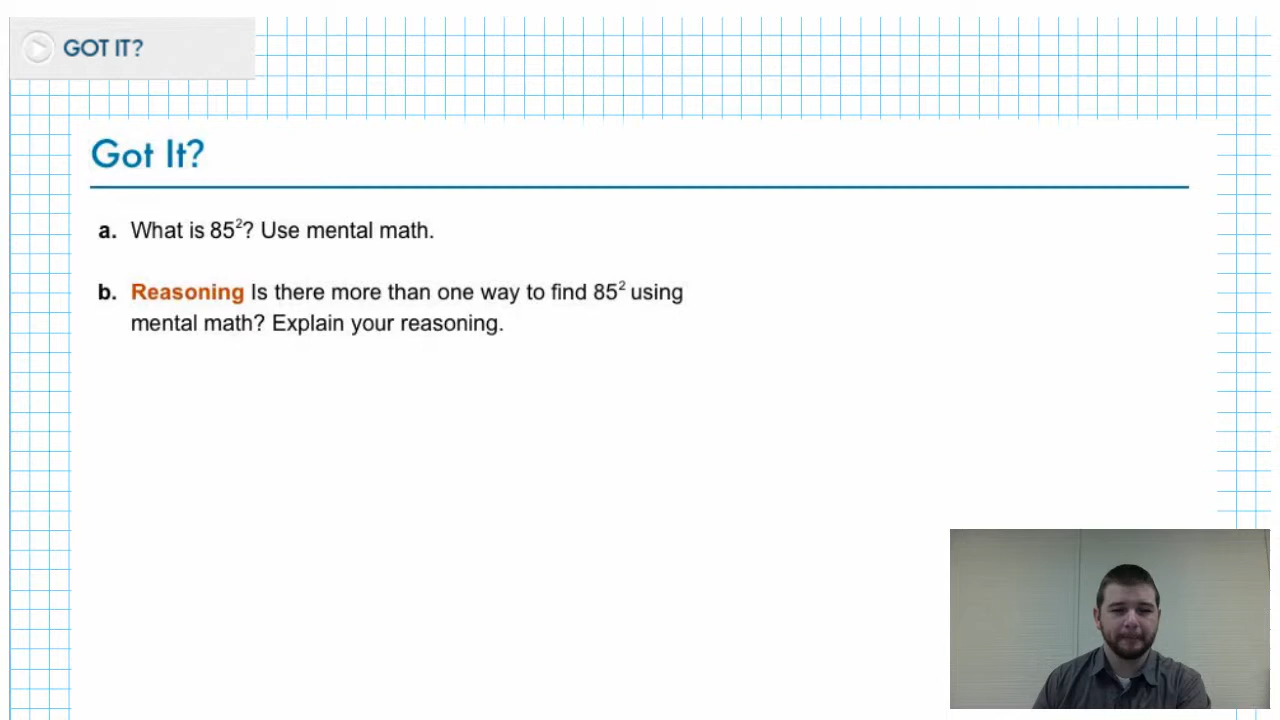 GOT IT?
Got It?
a. What is 85²? Use mental math.
b. Reasoning Is there more than one way to find 85² using
mental math? Explain your reasoning.